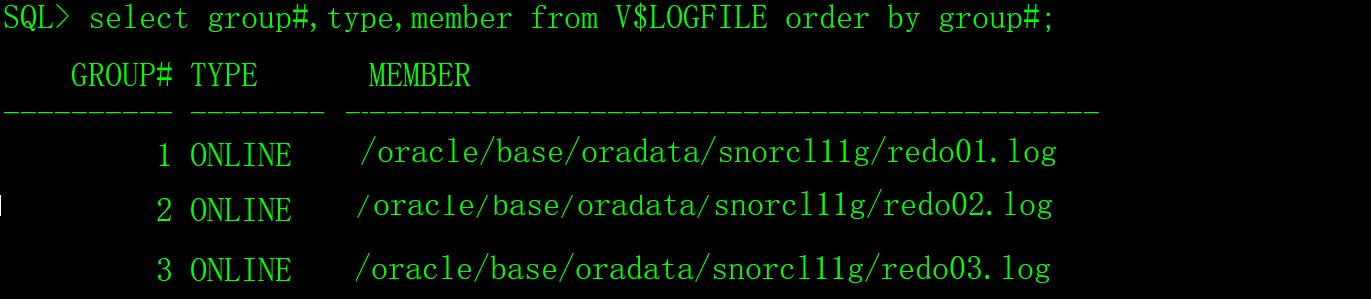 SQL> select group#,type,member from V$LOGFILE order by group#;
GROUP# TYPE MEMBER
---------- -------- ---------------------------------------------
1 ONLINE /oracle/base/oradata/snorcl11g/redo01.log
2 ONLINE /oracle/base/oradata/snorcl11g/redo02.log
3 ONLINE /oracle/base/oradata/snorcl11g/redo03.log